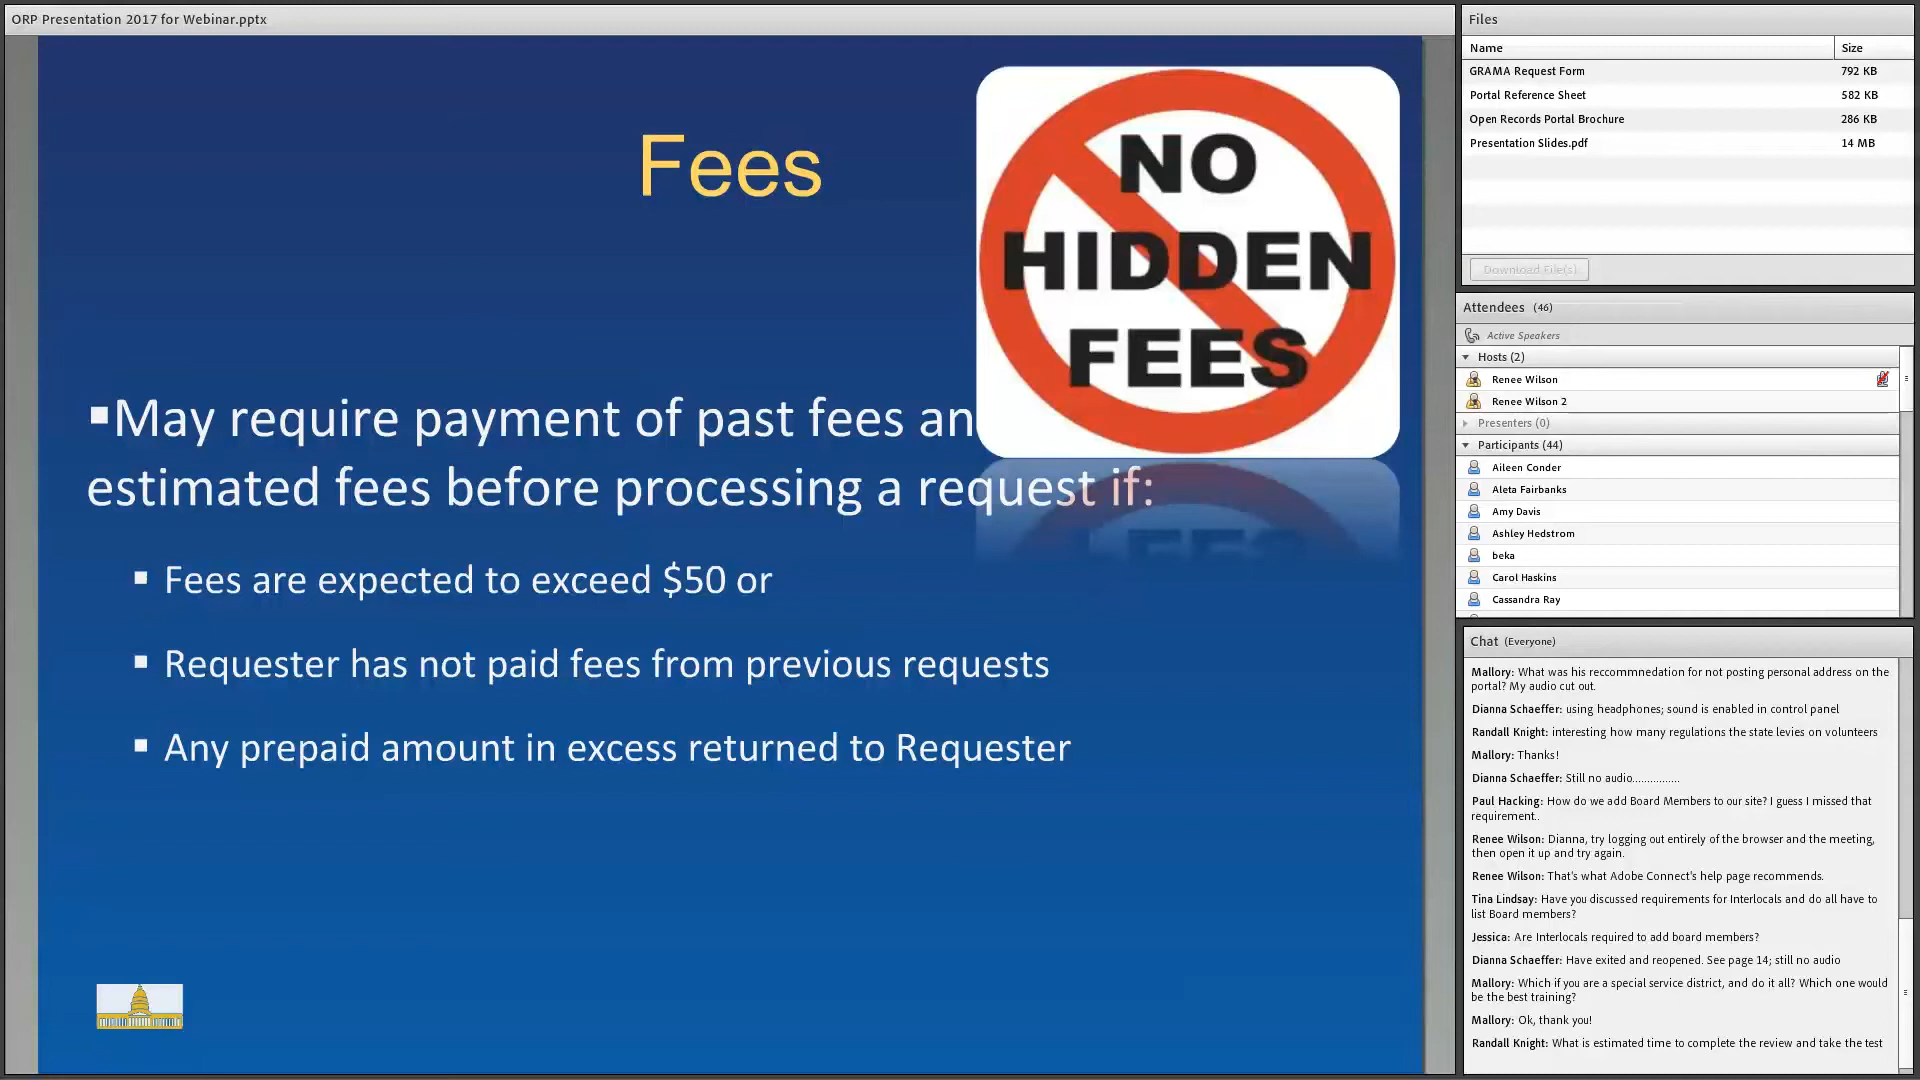 ORP Presentation 2017 for Webinar.pptx
Fees
NO
HIDDEN
FEES
▪May require payment of past fees an
estimated fees before processing a request if:
▪ Fees are expected to exceed $50 or
▪ Requester has not paid fees from previous requests
▪ Any prepaid amount in excess returned to Requester
Files
Name Size
GRAMA Request Form 792 KB
Portal Reference Sheet 582 KB
Open Records Portal Brochure 286 KB
Presentation Slides.pdf 14 MB
Download File(s)
Attendees (46)
Active Speakers
Hosts (2)
Renee Wilson
Renee Wilson 2
Presenters (0)
Participants (44)
Aileen Conder
Aleta Fairbanks
Amy Davis
Ashley Hedstrom
beka
Carol Haskins
Cassandra Ray
Chat (Everyone)
Mallory: What was his reccommnedation for not posting personal address on the
portal? My audio cut out.
Dianna Schaeffer: using headphones; sound is enabled in control panel
Randall Knight: interesting how many regulations the state levies on volunteers
Mallory: Thanks!
Dianna Schaeffer: Still no audio...............
Paul Hacking: How do we add Board Members to our site? I guess I missed that
requirement..
Renee Wilson: Dianna, try logging out entirely of the browser and the meeting,
then open it up and try again.
Renee Wilson: That's what Adobe Connect's help page recommends.
Tina Lindsay: Have you discussed requirements for Interlocals and do all have to
list Board members?
Jessica: Are Interlocals required to add board members?
Dianna Schaeffer: Have exited and reopened. See page 14; still no audio
Mallory: Which if you are a special service district, and do it all? Which one would
be the best training?
Mallory: Ok, thank you!
Randall Knight: What is estimated time to complete the review and take the test